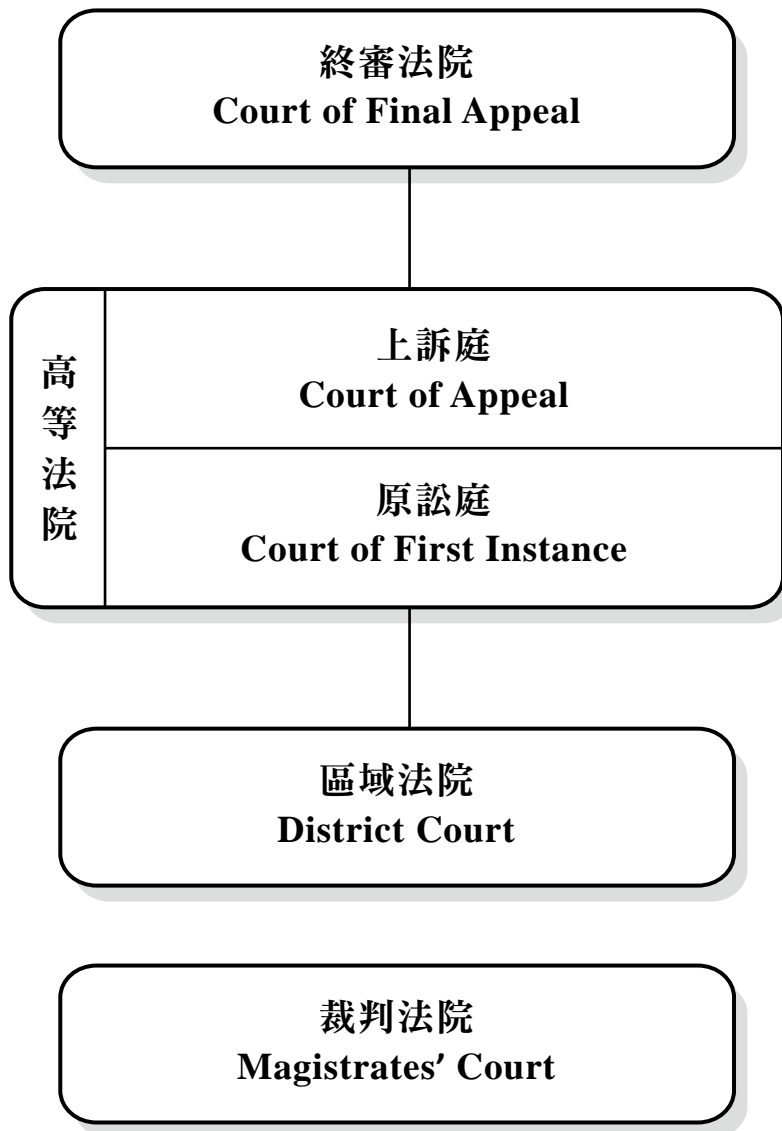 終審法院
Court of Final Appeal
高等法院
上訴庭
Court of Appeal
原訟庭
Court of First Instance
區域法院
District Court
裁判法院
Magistrates’ Court